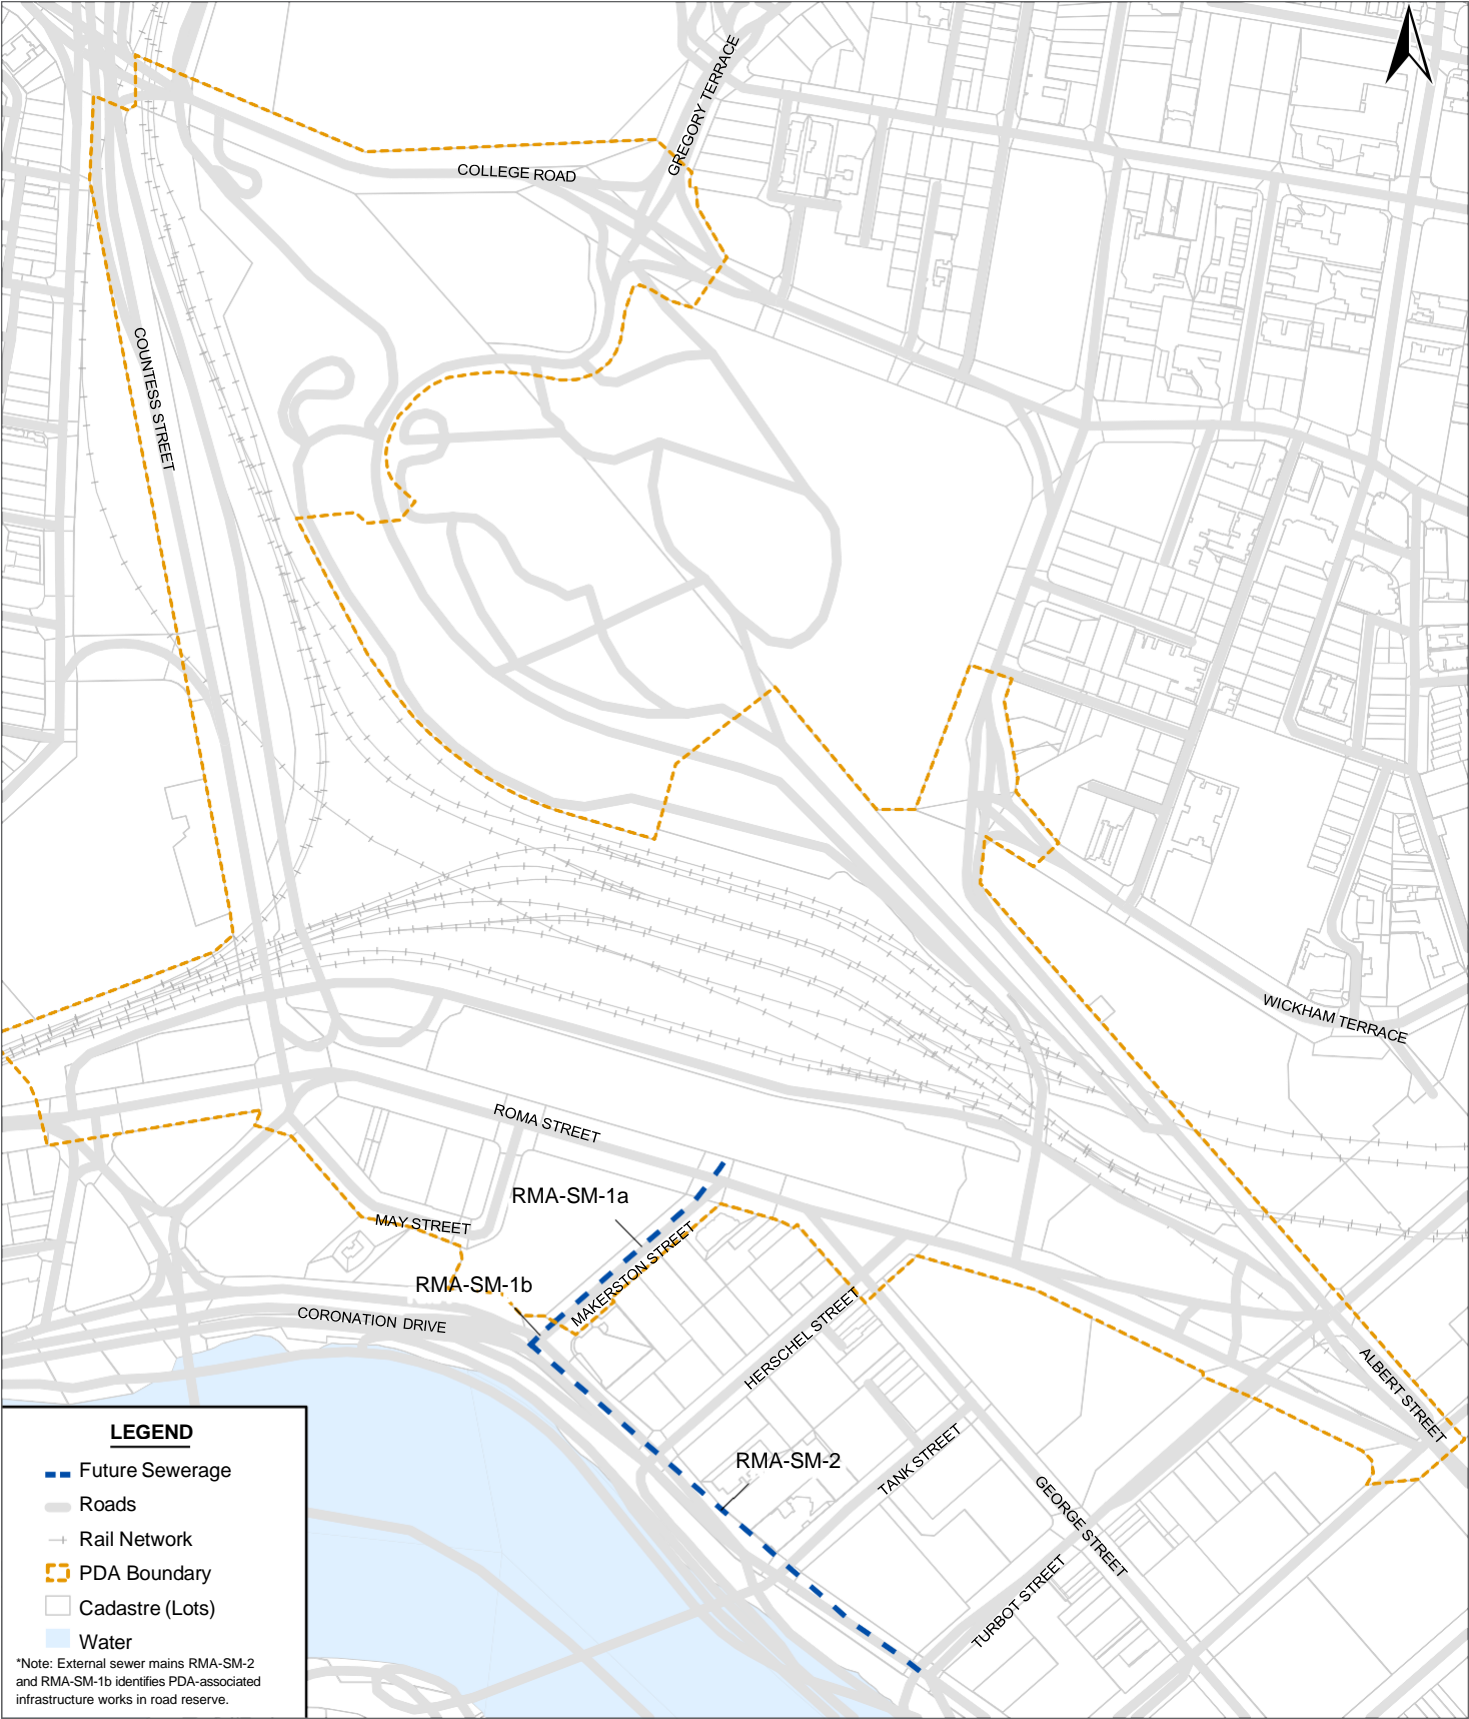 GREGORY TERRACE
COLLEGE ROAD
COUNTESS STREET
WICKHAM TERRACE
ROMA STREET
RMA-SM-1a
MAY STREET
MAKERSTON STREET
RMA-SM-1b
CORONATION DRIVE
HERSCHEL STREET
ALBERT STREET
TANK STREET
RMA-SM-2
GEORGE STREET
TURBOT STREET
LEGEND
Future Sewerage
Roads
Rail Network
PDA Boundary
Cadastre (Lots)
Water
*Note: External sewer mains RMA-SM-2
and RMA-SM-1b identifies PDA-associated
infrastructure works in road reserve.